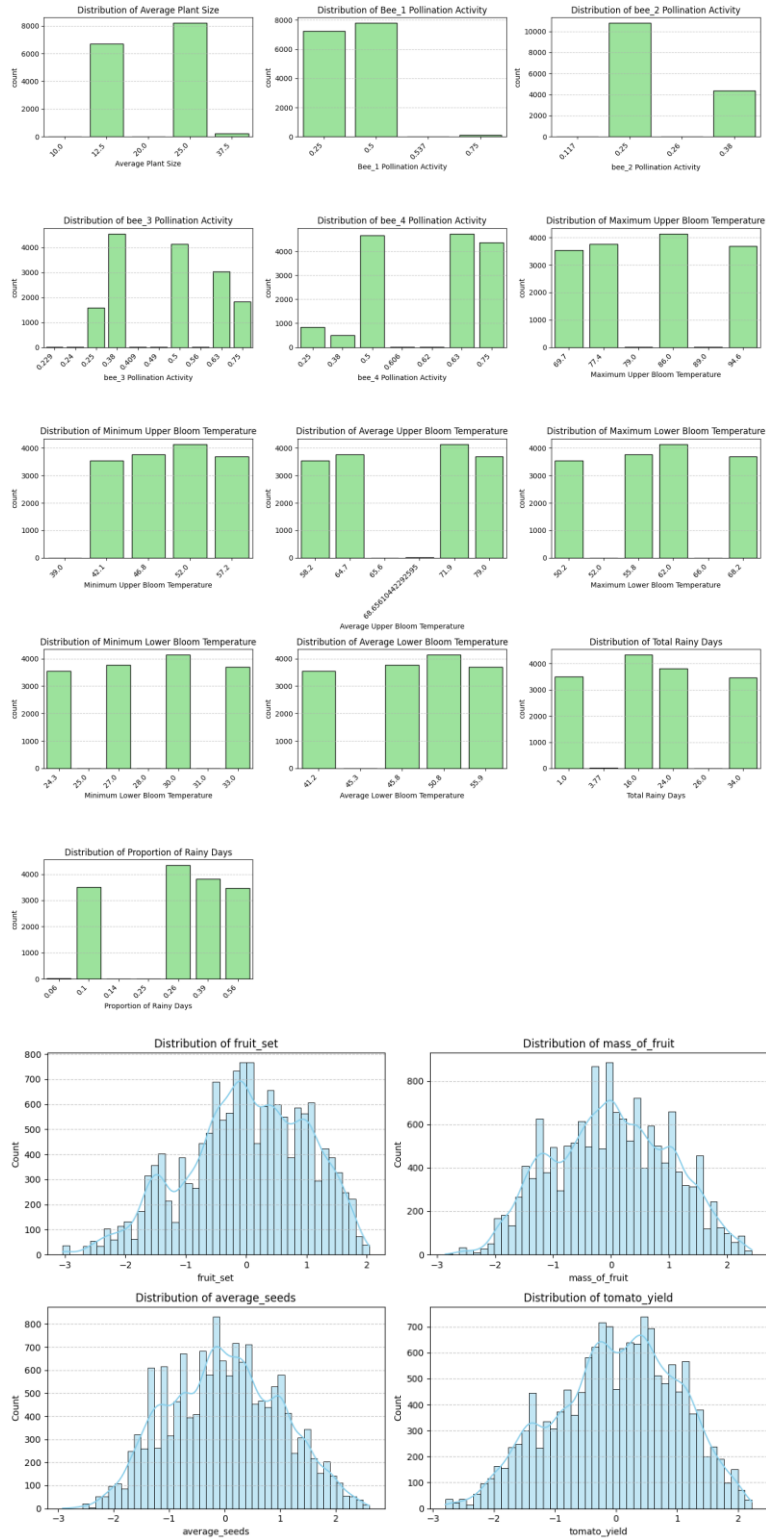 Distribution of Average Plant Size
count
8000
6000
4000
2000
0
10.0 12.5 20.0 25.0 37.5
Average Plant Size
Distribution of Bee_1 Pollination Activity
count
8000
6000
4000
2000
0
0.25 0.5 0.537 0.75
Bee_1 Pollination Activity
Distribution of bee_2 Pollination Activity
count
10000
8000
6000
4000
2000
0
0.117 0.25 0.26 0.38
bee_2 Pollination Activity
Distribution of bee_3 Pollination Activity
count
4000
3000
2000
1000
0
0.229 0.24 0.25 0.38 0.409 0.49 0.5 0.56 0.63 0.75
bee_3 Pollination Activity
Distribution of bee_4 Pollination Activity
count
4000
3000
2000
1000
0
0.25 0.38 0.5 0.606 0.62 0.63 0.75
bee_4 Pollination Activity
Distribution of Maximum Upper Bloom Temperature
count
4000
3000
2000
1000
0
69.7 77.4 79.0 86.0 89.0 94.6
Maximum Upper Bloom Temperature
Distribution of Minimum Upper Bloom Temperature
count
4000
3000
2000
1000
0
39.0 42.1 46.8 52.0 57.2
Minimum Upper Bloom Temperature
Distribution of Average Upper Bloom Temperature
count
4000
3000
2000
1000
0
58.2 64.7 65.6 68.65610442292595 71.9 79.0
Average Upper Bloom Temperature
Distribution of Maximum Lower Bloom Temperature
count
4000
3000
2000
1000
0
50.2 52.0 55.8 62.0 66.0 68.2
Maximum Lower Bloom Temperature
Distribution of Minimum Lower Bloom Temperature
count
4000
3000
2000
1000
0
24.3 25.0 27.0 28.0 30.0 31.0 33.0
Minimum Lower Bloom Temperature
Distribution of Average Lower Bloom Temperature
count
4000
3000
2000
1000
0
41.2 45.3 45.8 50.8 55.9
Average Lower Bloom Temperature
Distribution of Total Rainy Days
count
4000
3000
2000
1000
0
1.0 3.77 16.0 24.0 26.0 34.0
Total Rainy Days
Distribution of Proportion of Rainy Days
count
4000
3000
2000
1000
0
0.06 0.1 0.14 0.25 0.26 0.39 0.56
Proportion of Rainy Days
Distribution of fruit_set
Count
800
700
600
500
400
300
200
100
0
−3 −2 −1 0 1 2
fruit_set
Distribution of mass_of_fruit
Count
800
600
400
200
0
−3 −2 −1 0 1 2
mass_of_fruit
Distribution of average_seeds
Count
800
700
600
500
400
300
200
100
0
−3 −2 −1 0 1 2
average_seeds
Distribution of tomato_yield
Count
700
600
500
400
300
200
100
0
−3 −2 −1 0 1 2
tomato_yield